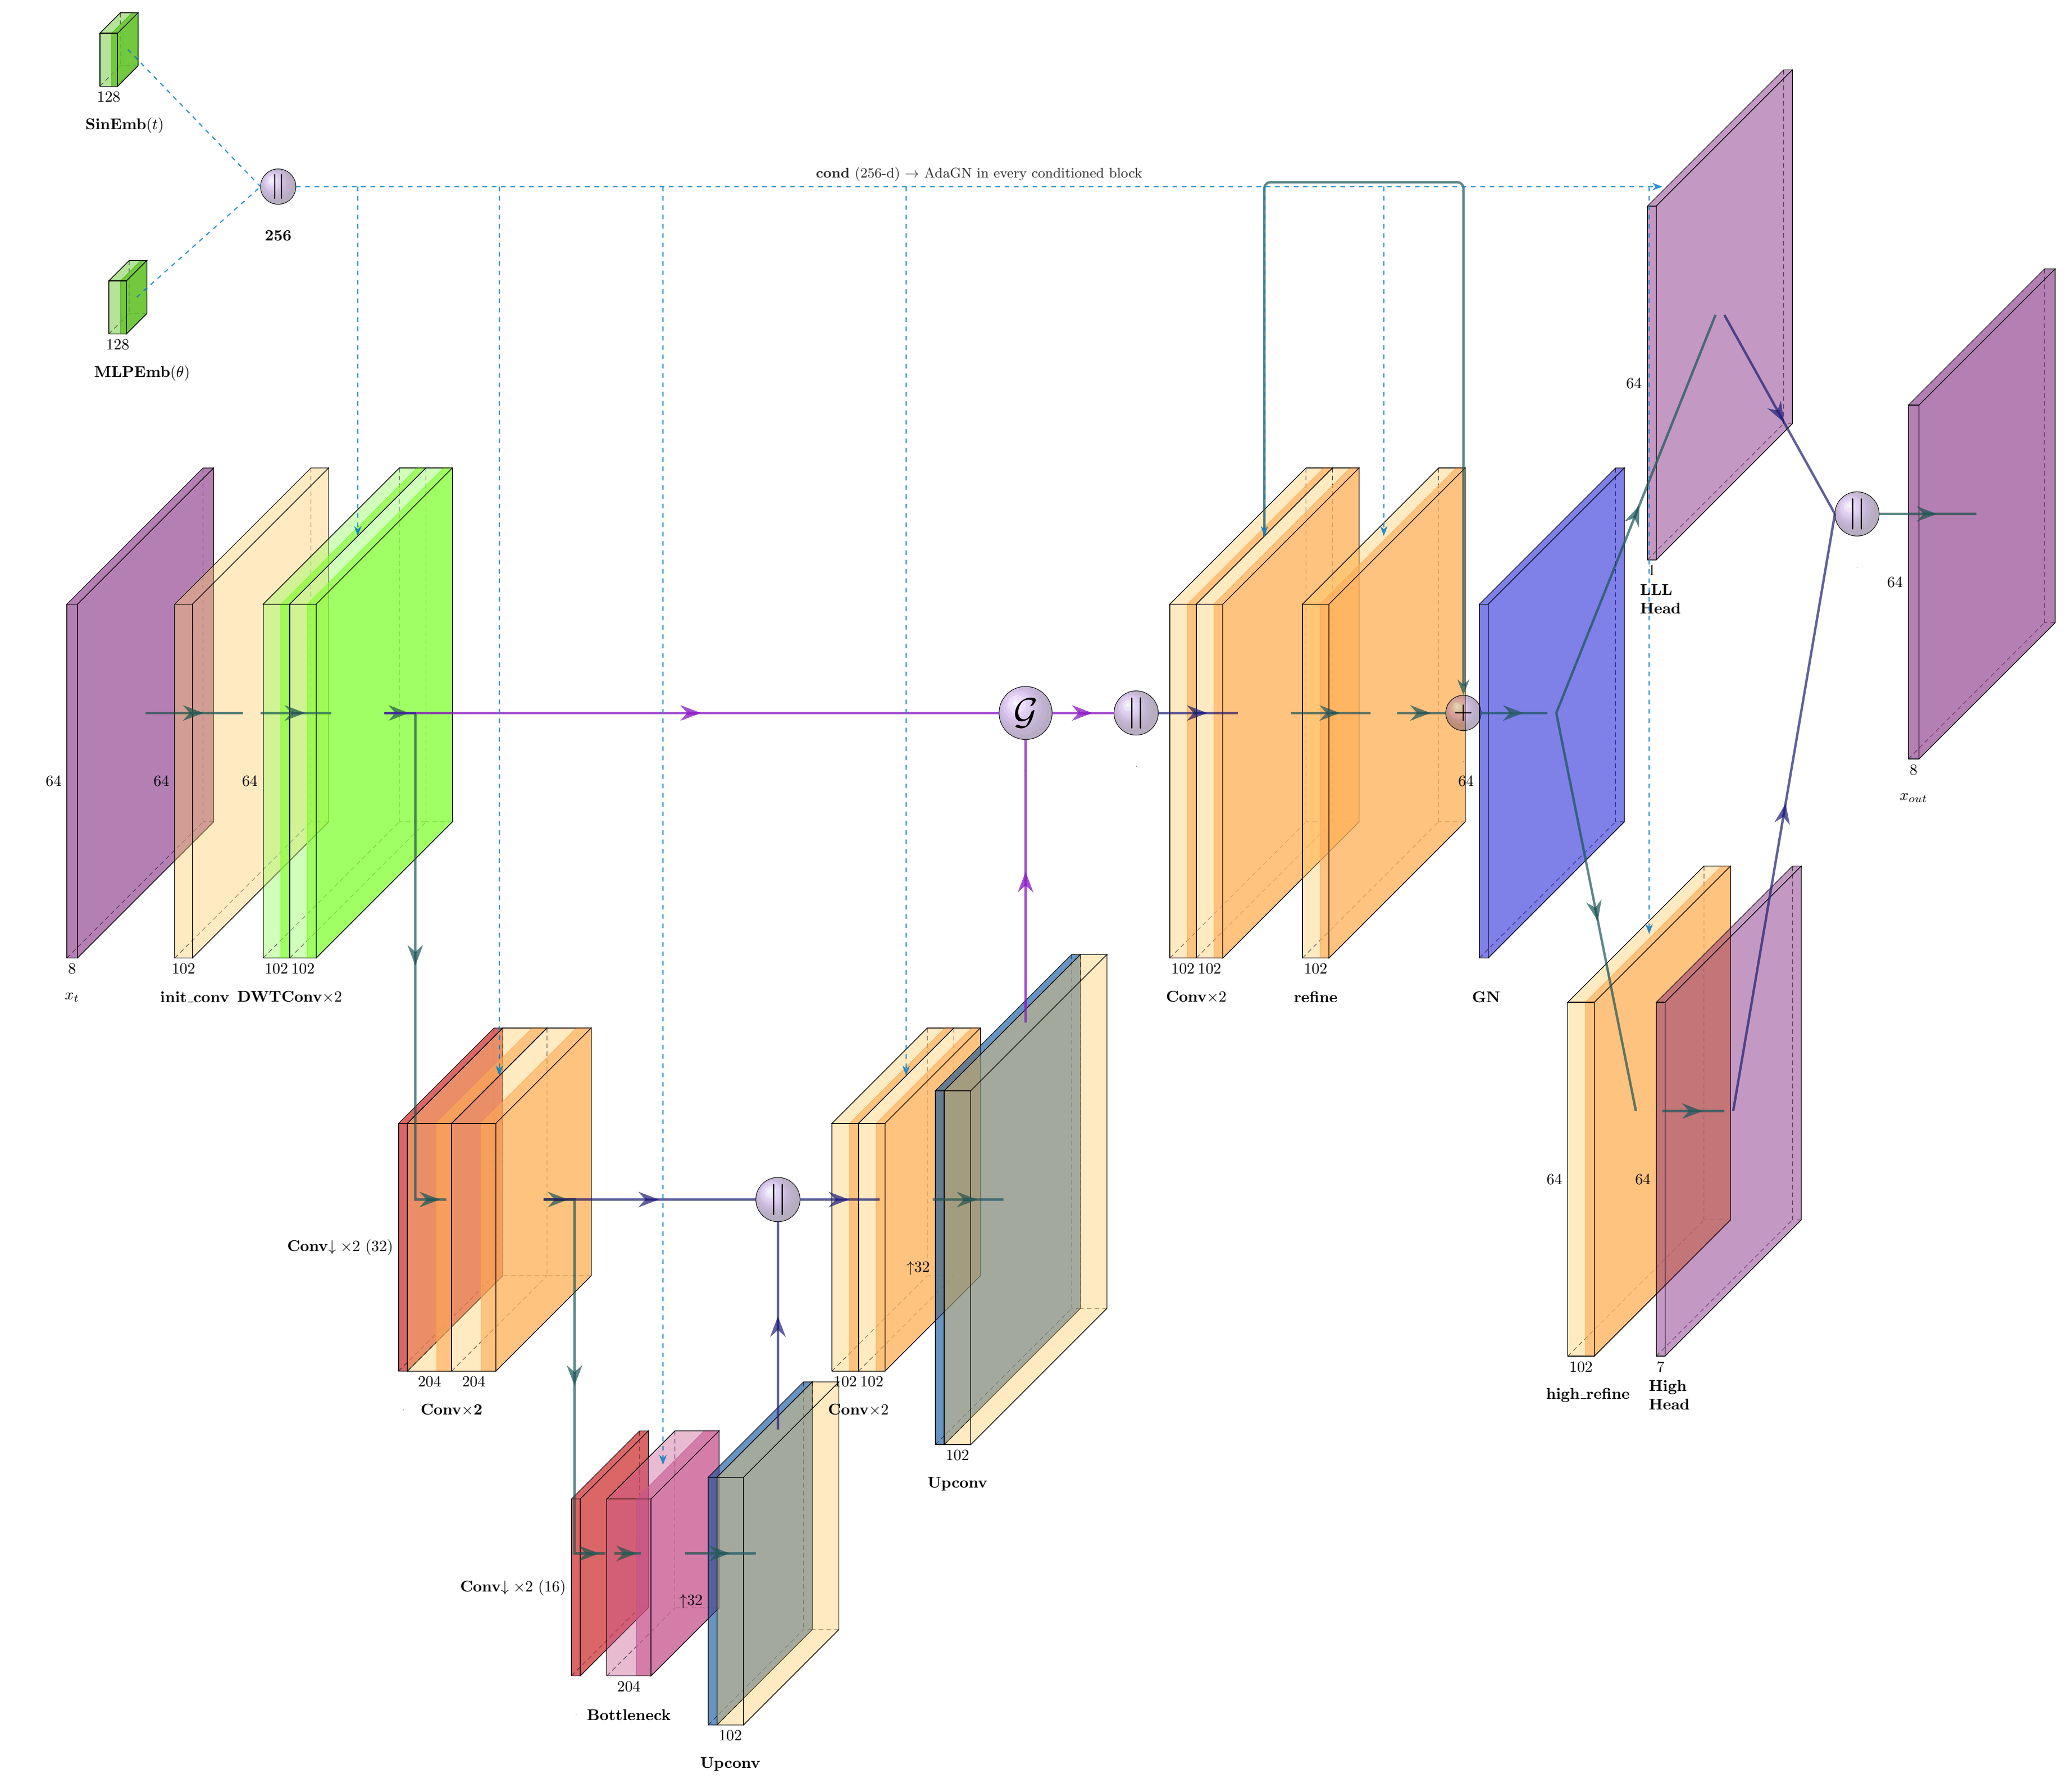 128
SinEmb(t)
cond (256-d) → AdaGN in every conditioned block
||
256
128
MLPEmb(θ)
64
1
LLL
Head
||
64
8
x_out
64
8
x_t
64
102
init_conv
64
102 102
DWTConv×2
𝒢
||
102 102
Conv×2
102
refine
+
64
GN
Conv↓ ×2 (32)
204 204
Conv×2
||
102 102
Conv×2
↑32
102
Upconv
64
102
high_refine
64
7
High
Head
Conv↓ ×2 (16)
204
Bottleneck
↑32
102
Upconv